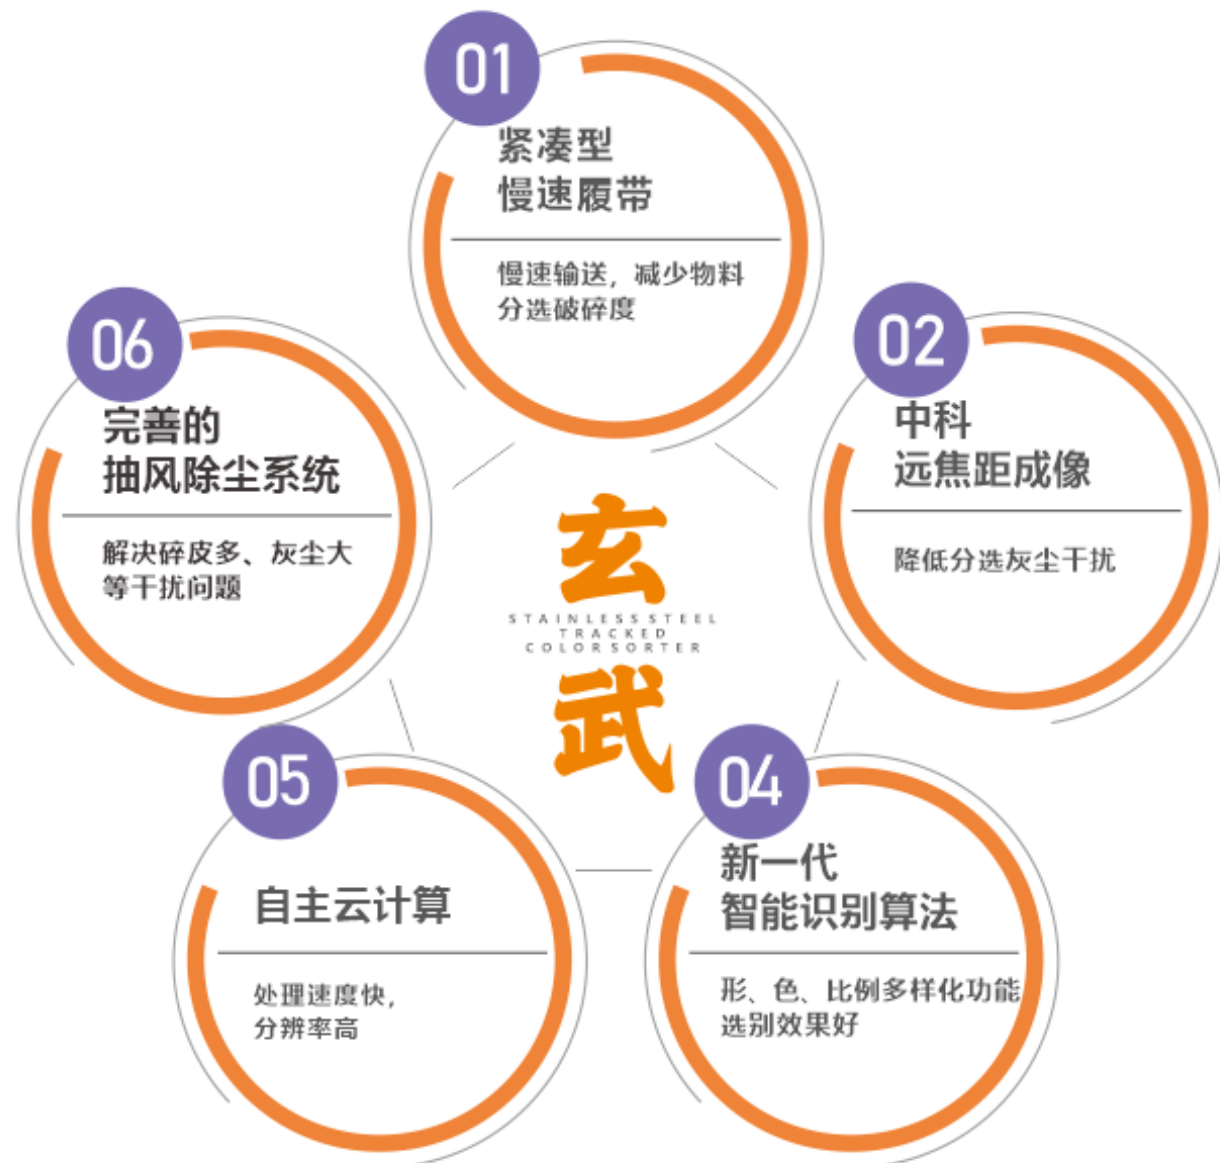 01
紧凑型
慢速履带
慢速输送，减少物料
分选破碎度
02
中科
远焦距成像
降低分选灰尘干扰
04
新一代
智能识别算法
形、色、比例多样化功能
选别效果好
05
自主云计算
处理速度快，
分辨率高
06
完善的
抽风除尘系统
解决碎皮多、灰尘大
等干扰问题
玄
STAINLESS STEEL
TRACKED
COLOR SORTER
武